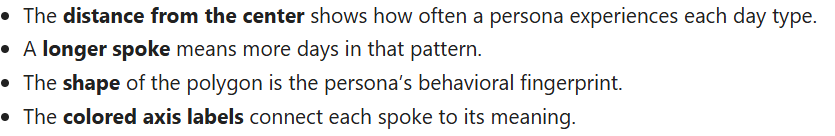 The distance from the center shows how often a persona experiences each day type.
A longer spoke means more days in that pattern.
The shape of the polygon is the persona’s behavioral fingerprint.
The colored axis labels connect each spoke to its meaning.